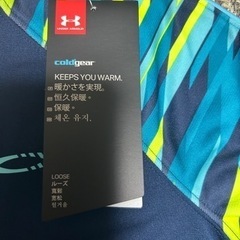 UNDER ARMOUR
coldgear
KEEPS YOU WARM.
暖かさを実現。
恒久保暖。
保暖。
체온 유지.
LOOSE
ルーズ
寬鬆
宽松
헐거움